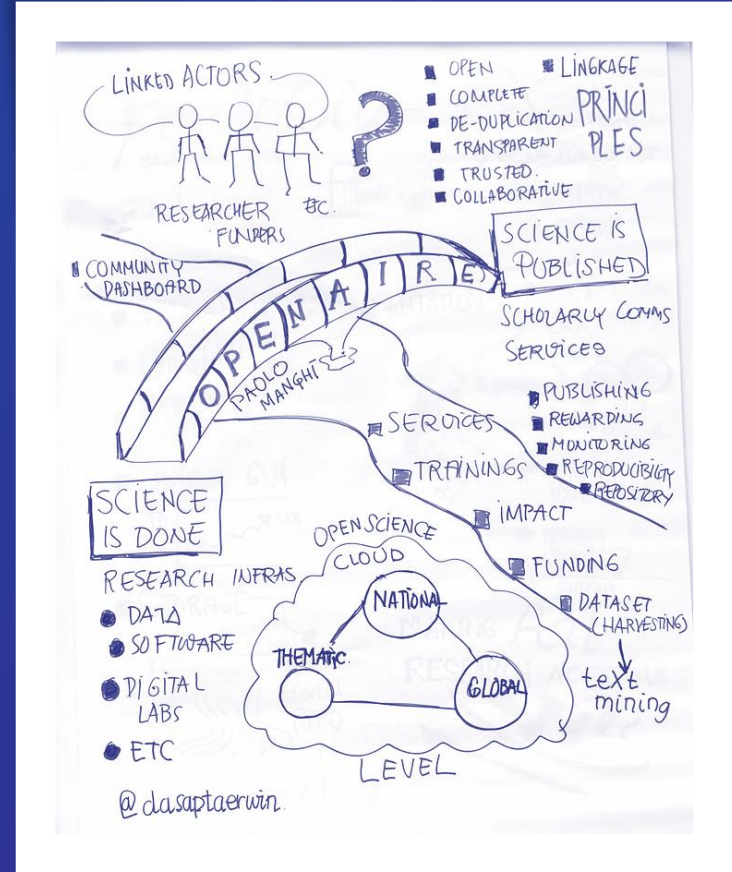 LINKED ACTORS
?
RESEARCHER
FUNDERS
ETC.
OPEN
COMPLETE
DE-DUPLICATION
TRANSPARENT
TRUSTED.
COLLABORATIVE
LINGKAGE
PRINCI
PLES
COMMUNITY
DASHBOARD
OPENAIRE
PAOLO
MANGHI
SCIENCE IS
PUBLISHED
SCHOLARLY COMMS
SERVICES
PUBLISHING
REWARDING
MONITORING
REPRODUCIBILITY
REPOSITORY
SERVICES
TRAININGS
IMPACT
FUNDING
DATASET
(HARVESTING)
text
mining
SCIENCE
IS DONE
RESEARCH INFRAS
DATA
SOFTWARE
DIGITAL
LABS
ETC
OPEN SCIENCE
CLOUD
NATIONAL
THEMATIC.
GLOBAL
LEVEL
@dasaptaerwin.